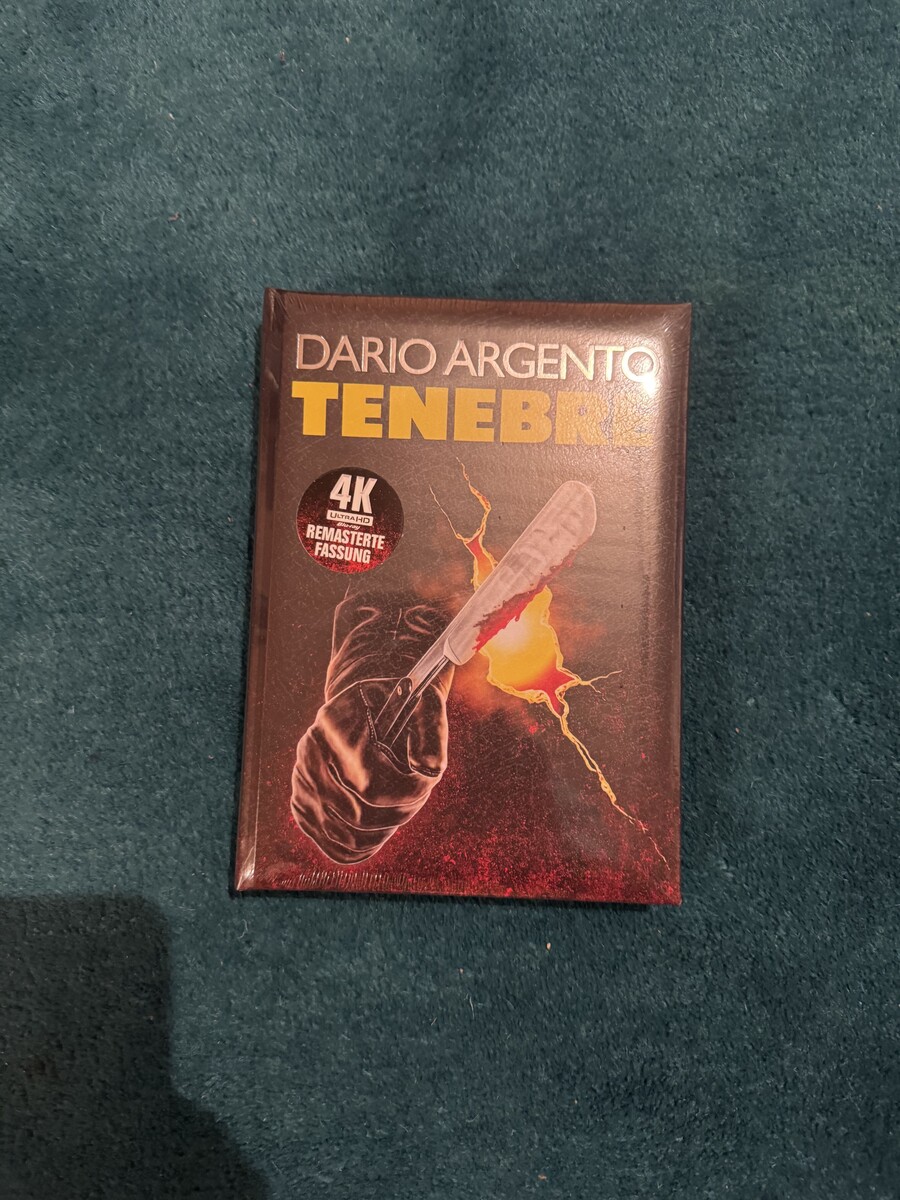 DARIO ARGENTO
TENEBRE
4K
ULTRA HD
Blu-ray
REMASTERTE
FASSUNG